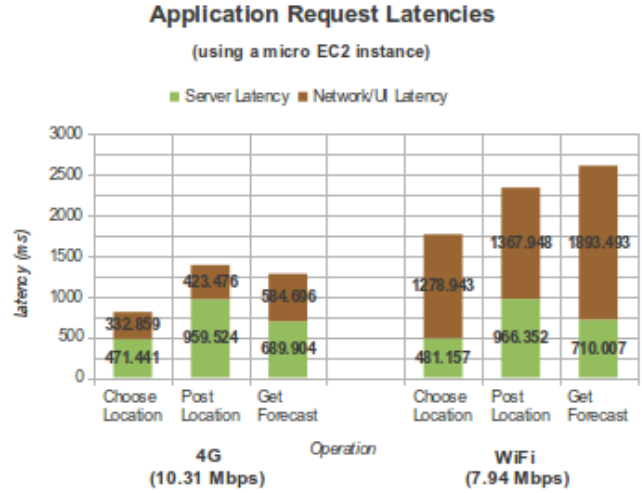 Application Request Latencies
(using a micro EC2 instance)
Server Latency Network/UI Latency
3000
2500
2000
1500
1000
500
0
Latency (ms)
332.859
471.441
423.476
959.524
584.696
689.904
1278.943
481.157
1367.948
966.352
1893.493
710.007
Choose
Location
Post
Location
Get
Forecast
Choose
Location
Post
Location
Get
Forecast
Operation
4G
(10.31 Mbps)
WiFi
(7.94 Mbps)